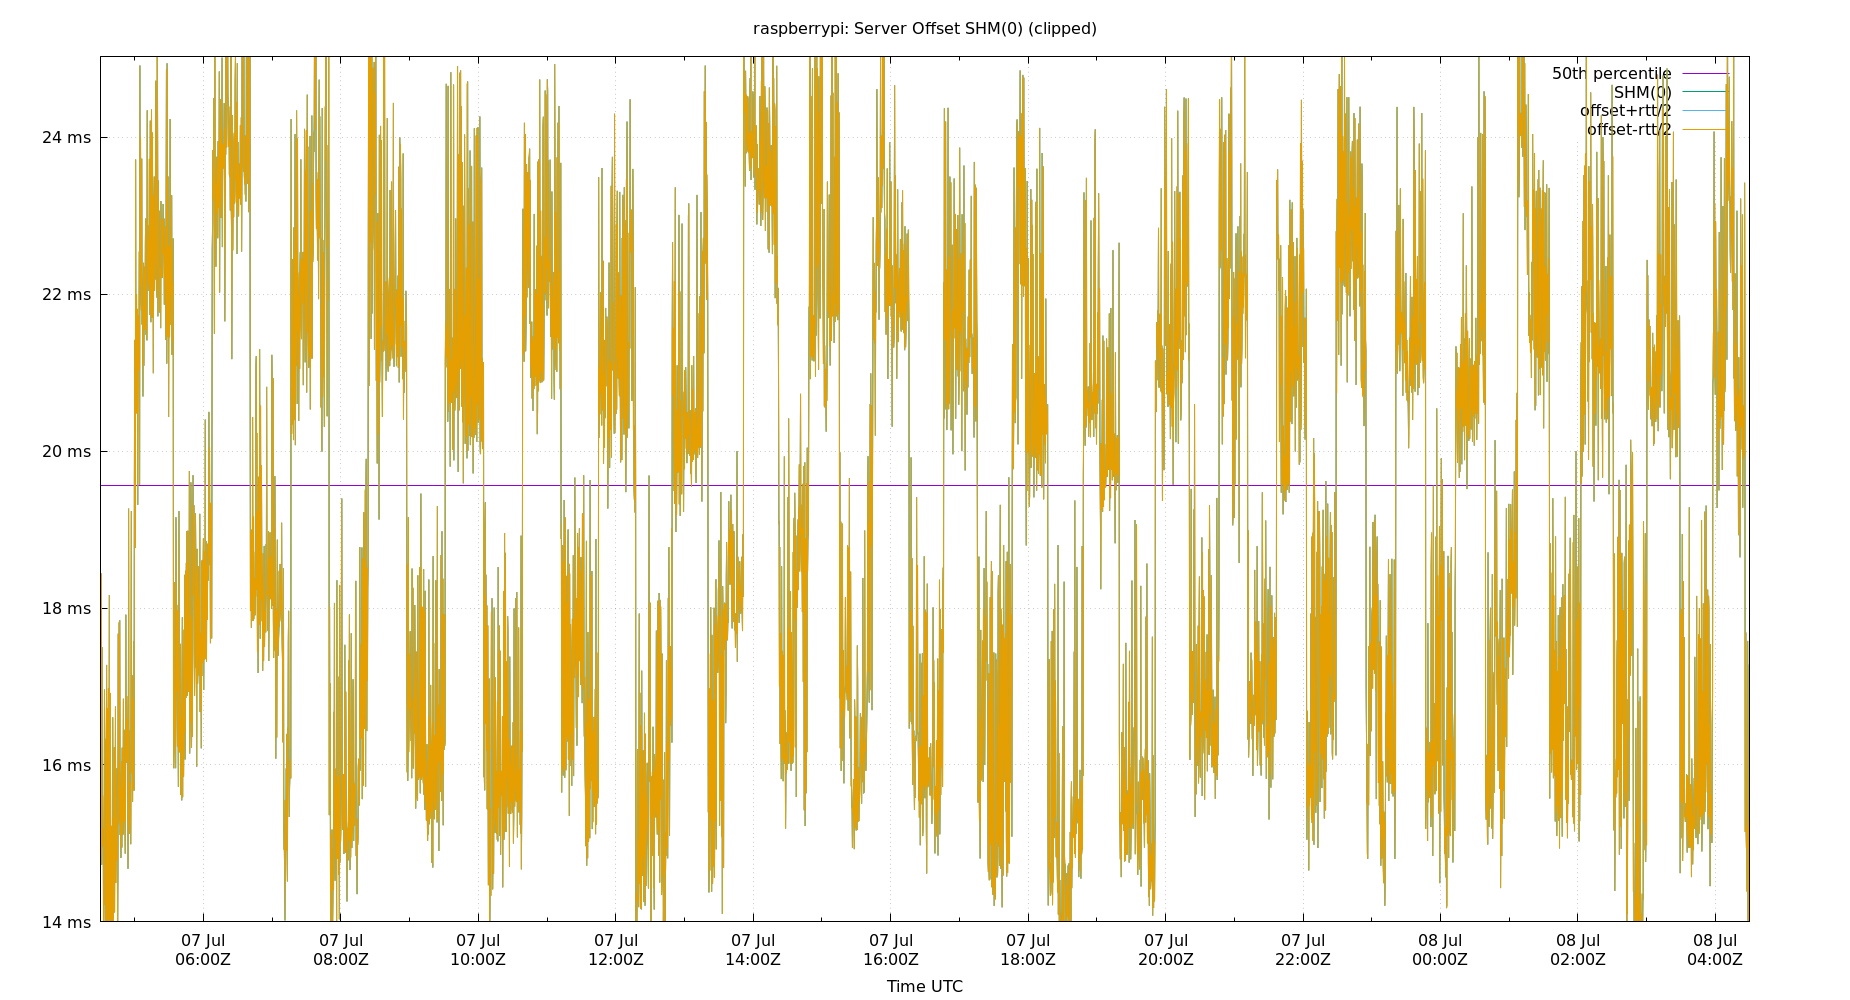 raspberrypi: Server Offset SHM(0) (clipped)
50th percentile
SHM(0)
offset+rtt/2
offset-rtt/2
24 ms
22 ms
20 ms
18 ms
16 ms
14 ms
07 Jul 07 Jul 07 Jul 07 Jul 07 Jul 07 Jul 07 Jul 07 Jul 07 Jul 08 Jul 08 Jul 08 Jul
06:00Z 08:00Z 10:00Z 12:00Z 14:00Z 16:00Z 18:00Z 20:00Z 22:00Z 00:00Z 02:00Z 04:00Z
Time UTC